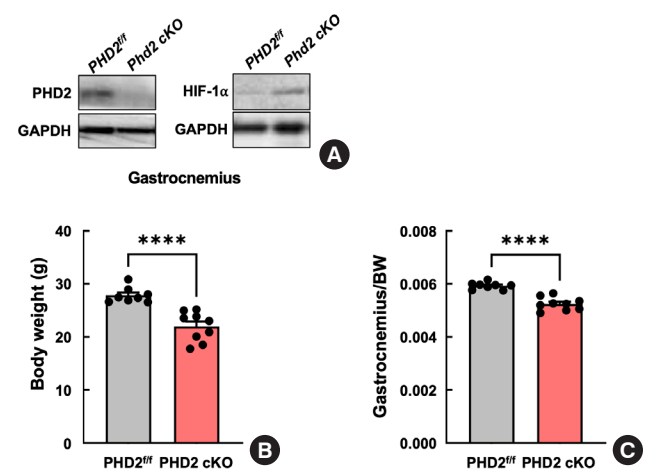 PHD2f/f Phd2 cKO
PHD2
GAPDH
PHD2f/f Phd2 cKO
HIF-1α
GAPDH
A
Gastrocnemius
Body weight (g)
40
30
20
10
0
****
PHD2f/f PHD2 cKO
B
Gastrocnemius/BW
0.008
0.006
0.004
0.002
0.000
****
PHD2f/f PHD2 cKO
C